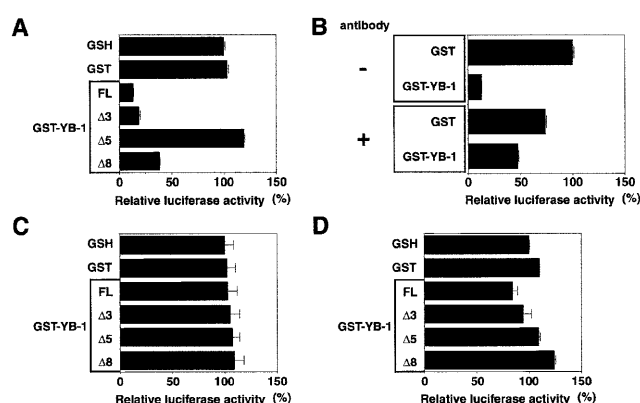 A
GSH
GST
GST-YB-1
FL
Δ3
Δ5
Δ8
0 50 100 150
Relative luciferase activity (%)
B
antibody
-
GST
GST-YB-1
+
GST
GST-YB-1
0 50 100 150
Relative luciferase activity (%)
C
GSH
GST
GST-YB-1
FL
Δ3
Δ5
Δ8
0 50 100 150
Relative luciferase activity (%)
D
GSH
GST
GST-YB-1
FL
Δ3
Δ5
Δ8
0 50 100 150
Relative luciferase activity (%)